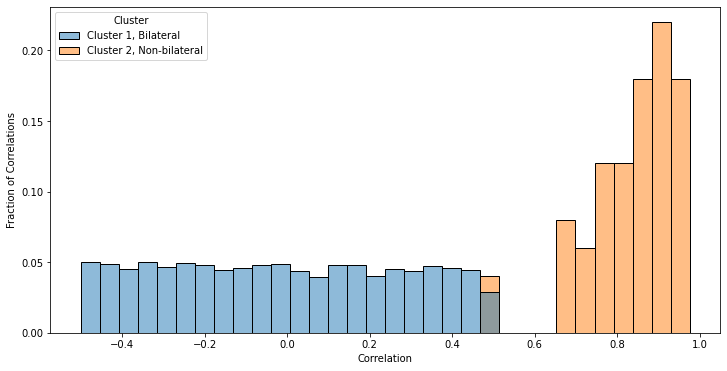 Cluster
Cluster 1, Bilateral
Cluster 2, Non-bilateral
Fraction of Correlations
0.20
0.15
0.10
0.05
0.00
−0.4 −0.2 0.0 0.2 0.4 0.6 0.8 1.0
Correlation